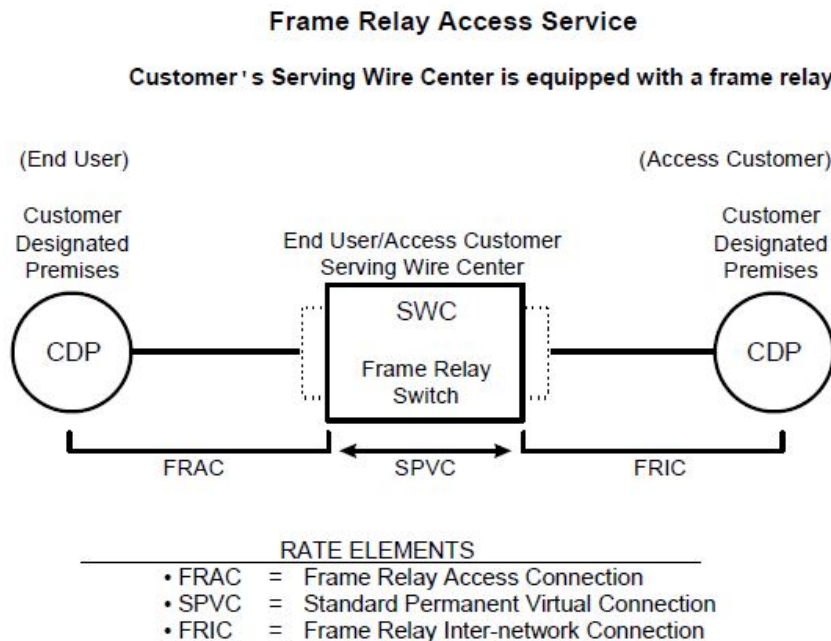 Frame Relay Access Service
Customer's Serving Wire Center is equipped with a frame relay
(End User)
(Access Customer)
Customer
Designated
Premises
End User/Access Customer
Serving Wire Center
Customer
Designated
Premises
CDP
SWC
Frame Relay
Switch
CDP
FRAC
SPVC
FRIC
RATE ELEMENTS
• FRAC = Frame Relay Access Connection
• SPVC = Standard Permanent Virtual Connection
• FRIC = Frame Relay Inter-network Connection